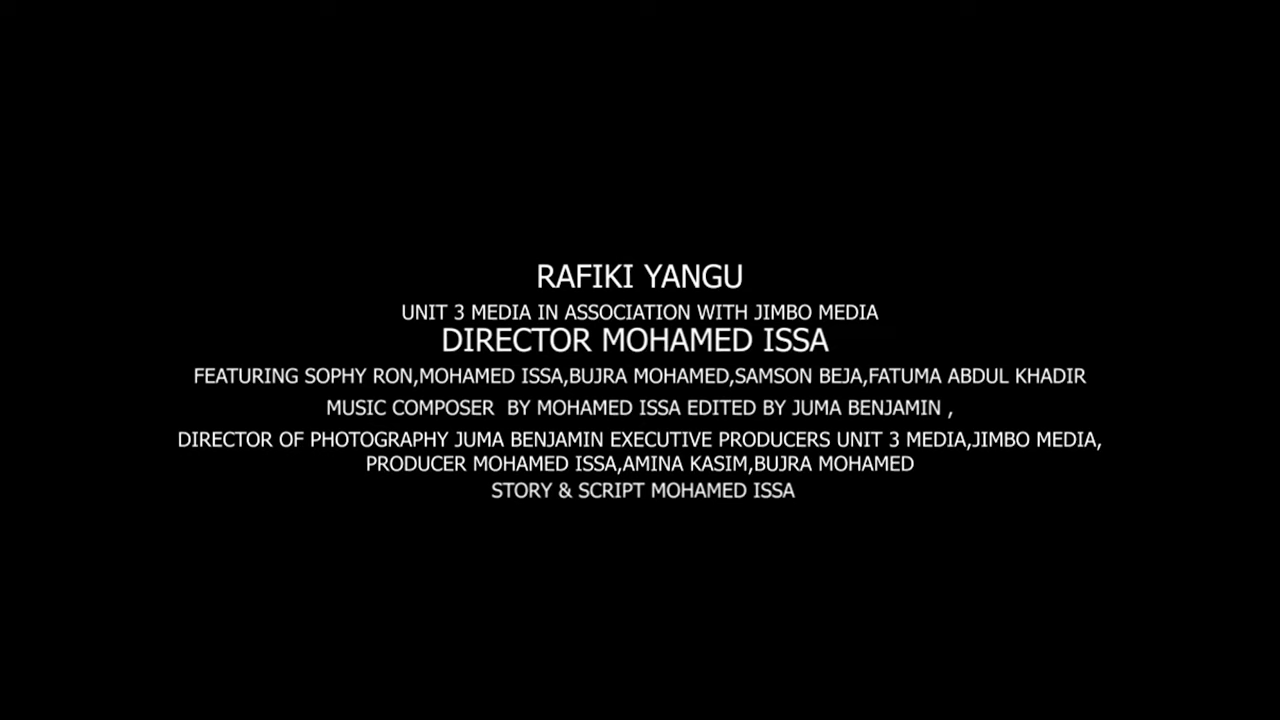 RAFIKI YANGU
UNIT 3 MEDIA IN ASSOCIATION WITH JIMBO MEDIA
DIRECTOR MOHAMED ISSA
FEATURING SOPHY RON,MOHAMED ISSA,BUJRA MOHAMED,SAMSON BEJA,FATUMA ABDUL KHADIR
MUSIC COMPOSER  BY MOHAMED ISSA EDITED BY JUMA BENJAMIN ,
DIRECTOR OF PHOTOGRAPHY JUMA BENJAMIN EXECUTIVE PRODUCERS UNIT 3 MEDIA,JIMBO MEDIA,
PRODUCER MOHAMED ISSA,AMINA KASIM,BUJRA MOHAMED
STORY & SCRIPT MOHAMED ISSA